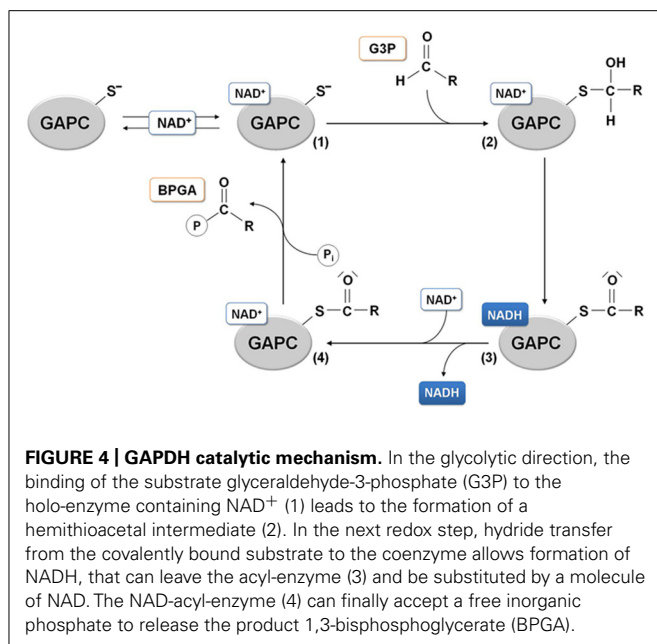 G3P
O
H
C
R
S⁻
NAD⁺
GAPC
NAD⁺
S⁻
GAPC
(1)
NAD⁺
OH
S
C
R
H
GAPC
(2)
BPGA
O
C
P
R
Pi
NAD⁺
O
S
C
R
GAPC
(4)
NAD⁺
NADH
NADH
O
S
C
R
GAPC
(3)
FIGURE 4 | GAPDH catalytic mechanism. In the glycolytic direction, the
binding of the substrate glyceraldehyde-3-phosphate (G3P) to the
holo-enzyme containing NAD+ (1) leads to the formation of a
hemithioacetal intermediate (2). In the next redox step, hydride transfer
from the covalently bound substrate to the coenzyme allows formation of
NADH, that can leave the acyl-enzyme (3) and be substituted by a molecule
of NAD. The NAD-acyl-enzyme (4) can finally accept a free inorganic
phosphate to release the product 1,3-bisphosphoglycerate (BPGA).